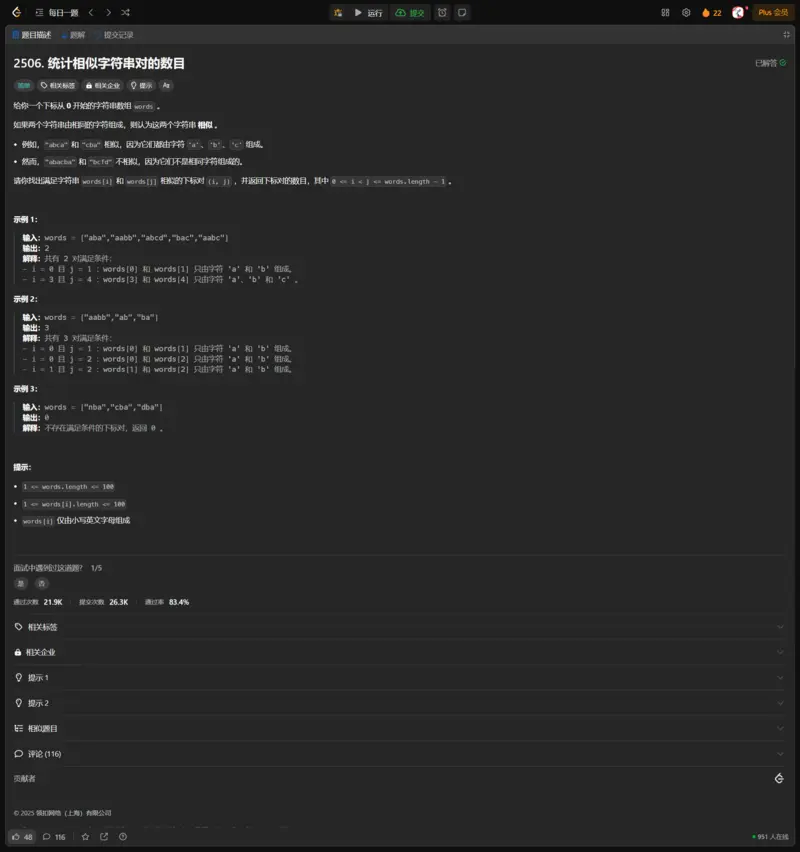 每日一题
运行
提交
22
Plus 会员
题目描述
题解
提交记录
2506. 统计相似字符串对的数目
已解答
简单
相关标签
相关企业
提示
Aз
给你一个下标从 0 开始的字符串数组 words 。
如果两个字符串由相同的字符组成，则认为这两个字符串 相似 。
• 例如，"abca" 和 "cba" 相似，因为它们都由字符 'a'、'b'、'c' 组成。
• 然而，"abacba" 和 "bcfd" 不相似，因为它们不是相同字符组成的。
请你找出满足字符串 words[i] 和 words[j] 相似的下标对 (i, j) ，并返回下标对的数目，其中 0 <= i < j <= words.length - 1 。
示例 1：
输入：words = ["aba","aabb","abcd","bac","aabc"]
输出：2
解释：共有 2 对满足条件：
- i = 0 且 j = 1 ：words[0] 和 words[1] 只由字符 'a' 和 'b' 组成。
- i = 3 且 j = 4 ：words[3] 和 words[4] 只由字符 'a'、'b' 和 'c' 。
示例 2：
输入：words = ["aabb","ab","ba"]
输出：3
解释：共有 3 对满足条件：
- i = 0 且 j = 1 ：words[0] 和 words[1] 只由字符 'a' 和 'b' 组成。
- i = 0 且 j = 2 ：words[0] 和 words[2] 只由字符 'a' 和 'b' 组成。
- i = 1 且 j = 2 ：words[1] 和 words[2] 只由字符 'a' 和 'b' 组成。
示例 3：
输入：words = ["nba","cba","dba"]
输出：0
解释：不存在满足条件的下标对，返回 0 。
提示：
• 1 <= words.length <= 100
• 1 <= words[i].length <= 100
• words[i] 仅由小写英文字母组成
面试中遇到过这道题? 1/5
是
否
通过次数 21.9K
提交次数 26.3K
通过率 83.4%
相关标签
相关企业
提示 1
提示 2
相似题目
评论 (116)
贡献者
© 2025 领扣网络（上海）有限公司
48
116
951 人在线